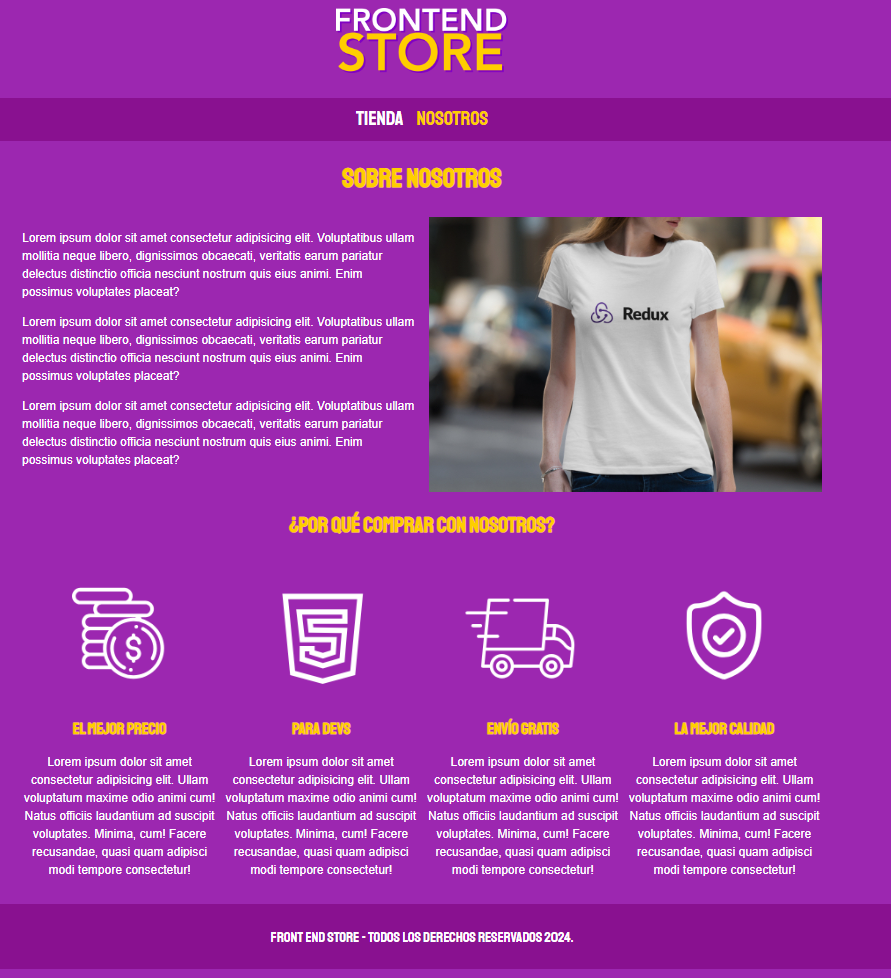 FRONTEND
STORE
TIENDA NOSOTROS
SOBRE NOSOTROS
Lorem ipsum dolor sit amet consectetur adipisicing elit. Voluptatibus ullam
mollitia neque libero, dignissimos obcaecati, veritatis earum pariatur
delectus distinctio officia nesciunt nostrum quis eius animi. Enim
possimus voluptates placeat?
Lorem ipsum dolor sit amet consectetur adipisicing elit. Voluptatibus ullam
mollitia neque libero, dignissimos obcaecati, veritatis earum pariatur
delectus distinctio officia nesciunt nostrum quis eius animi. Enim
possimus voluptates placeat?
Lorem ipsum dolor sit amet consectetur adipisicing elit. Voluptatibus ullam
mollitia neque libero, dignissimos obcaecati, veritatis earum pariatur
delectus distinctio officia nesciunt nostrum quis eius animi. Enim
possimus voluptates placeat?
Redux
¿POR QUÉ COMPRAR CON NOSOTROS?
$
5
EL MEJOR PRECIO
Lorem ipsum dolor sit amet
consectetur adipisicing elit. Ullam
voluptatum maxime odio animi cum!
Natus officiis laudantium ad suscipit
voluptates. Minima, cum! Facere
recusandae, quasi quam adipisci
modi tempore consectetur!
PARA DEVS
Lorem ipsum dolor sit amet
consectetur adipisicing elit. Ullam
voluptatum maxime odio animi cum!
Natus officiis laudantium ad suscipit
voluptates. Minima, cum! Facere
recusandae, quasi quam adipisci
modi tempore consectetur!
ENVÍO GRATIS
Lorem ipsum dolor sit amet
consectetur adipisicing elit. Ullam
voluptatum maxime odio animi cum!
Natus officiis laudantium ad suscipit
voluptates. Minima, cum! Facere
recusandae, quasi quam adipisci
modi tempore consectetur!
LA MEJOR CALIDAD
Lorem ipsum dolor sit amet
consectetur adipisicing elit. Ullam
voluptatum maxime odio animi cum!
Natus officiis laudantium ad suscipit
voluptates. Minima, cum! Facere
recusandae, quasi quam adipisci
modi tempore consectetur!
FRONT END STORE - TODOS LOS DERECHOS RESERVADOS 2024.